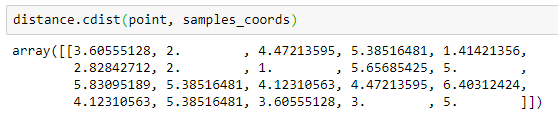 distance.cdist(point, samples_coords)
array([[3.60555128, 2.        , 4.47213595, 5.38516481, 1.41421356,
        2.82842712, 2.        , 1.        , 5.65685425, 5.        ,
        5.83095189, 5.38516481, 4.12310563, 4.47213595, 6.40312424,
        4.12310563, 5.38516481, 3.60555128, 3.        , 5.        ]])